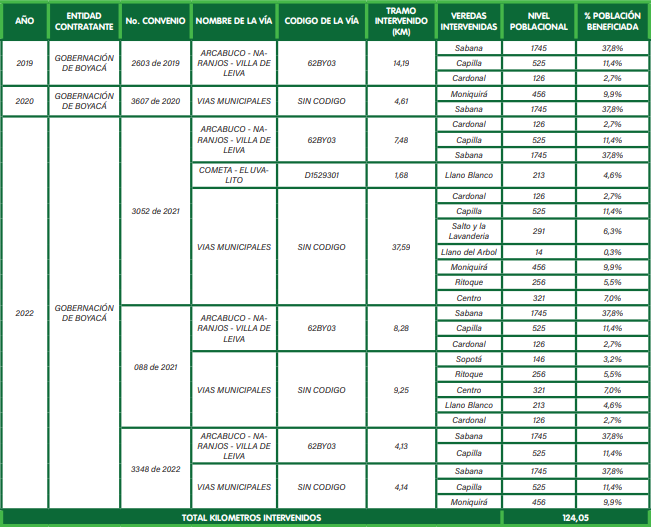 AÑO ENTIDAD CONTRATANTE No. CONVENIO NOMBRE DE LA VÍA CODIGO DE LA VÍA TRAMO INTERVENIDO (KM) VEREDAS INTERVENIDAS NIVEL POBLACIONAL % POBLACIÓN BENEFICIADA
2019 GOBERNACIÓN DE BOYACÁ 2603 de 2019 ARCABUCO - NA-RANJOS - VILLA DE LEIVA 62BY03 14,19 Sabana 1745 37,8%
Capilla 525 11,4%
Cardonal 126 2,7%
2020 GOBERNACIÓN DE BOYACÁ 3607 de 2020 VIAS MUNICIPALES SIN CODIGO 4,61 Moniquirá 456 9,9%
Sabana 1745 37,8%
2022 GOBERNACIÓN DE BOYACÁ 3052 de 2021 ARCABUCO - NA-RANJOS - VILLA DE LEIVA 62BY03 7,48 Cardonal 126 2,7%
Capilla 525 11,4%
Sabana 1745 37,8%
COMETA - EL UVA-LITO D1529301 1,68 Llano Blanco 213 4,6%
VIAS MUNICIPALES SIN CODIGO 37,59 Cardonal 126 2,7%
Capilla 525 11,4%
Salto y la Lavanderia 291 6,3%
Llano del Arbol 14 0,3%
Moniquirá 456 9,9%
Ritoque 256 5,5%
Centro 321 7,0%
088 de 2021 ARCABUCO - NA-RANJOS - VILLA DE LEIVA 62BY03 8,28 Sabana 1745 37,8%
Capilla 525 11,4%
Cardonal 126 2,7%
VIAS MUNICIPALES SIN CODIGO 9,25 Sopotá 146 3,2%
Ritoque 256 5,5%
Centro 321 7,0%
Llano Blanco 213 4,6%
Cardonal 126 2,7%
3348 de 2022 ARCABUCO - NA-RANJOS - VILLA DE LEIVA 62BY03 4,13 Sabana 1745 37,8%
Capilla 525 11,4%
VIAS MUNICIPALES SIN CODIGO 4,14 Sabana 1745 37,8%
Capilla 525 11,4%
Moniquirá 456 9,9%
TOTAL KILOMETROS INTERVENIDOS 124,05